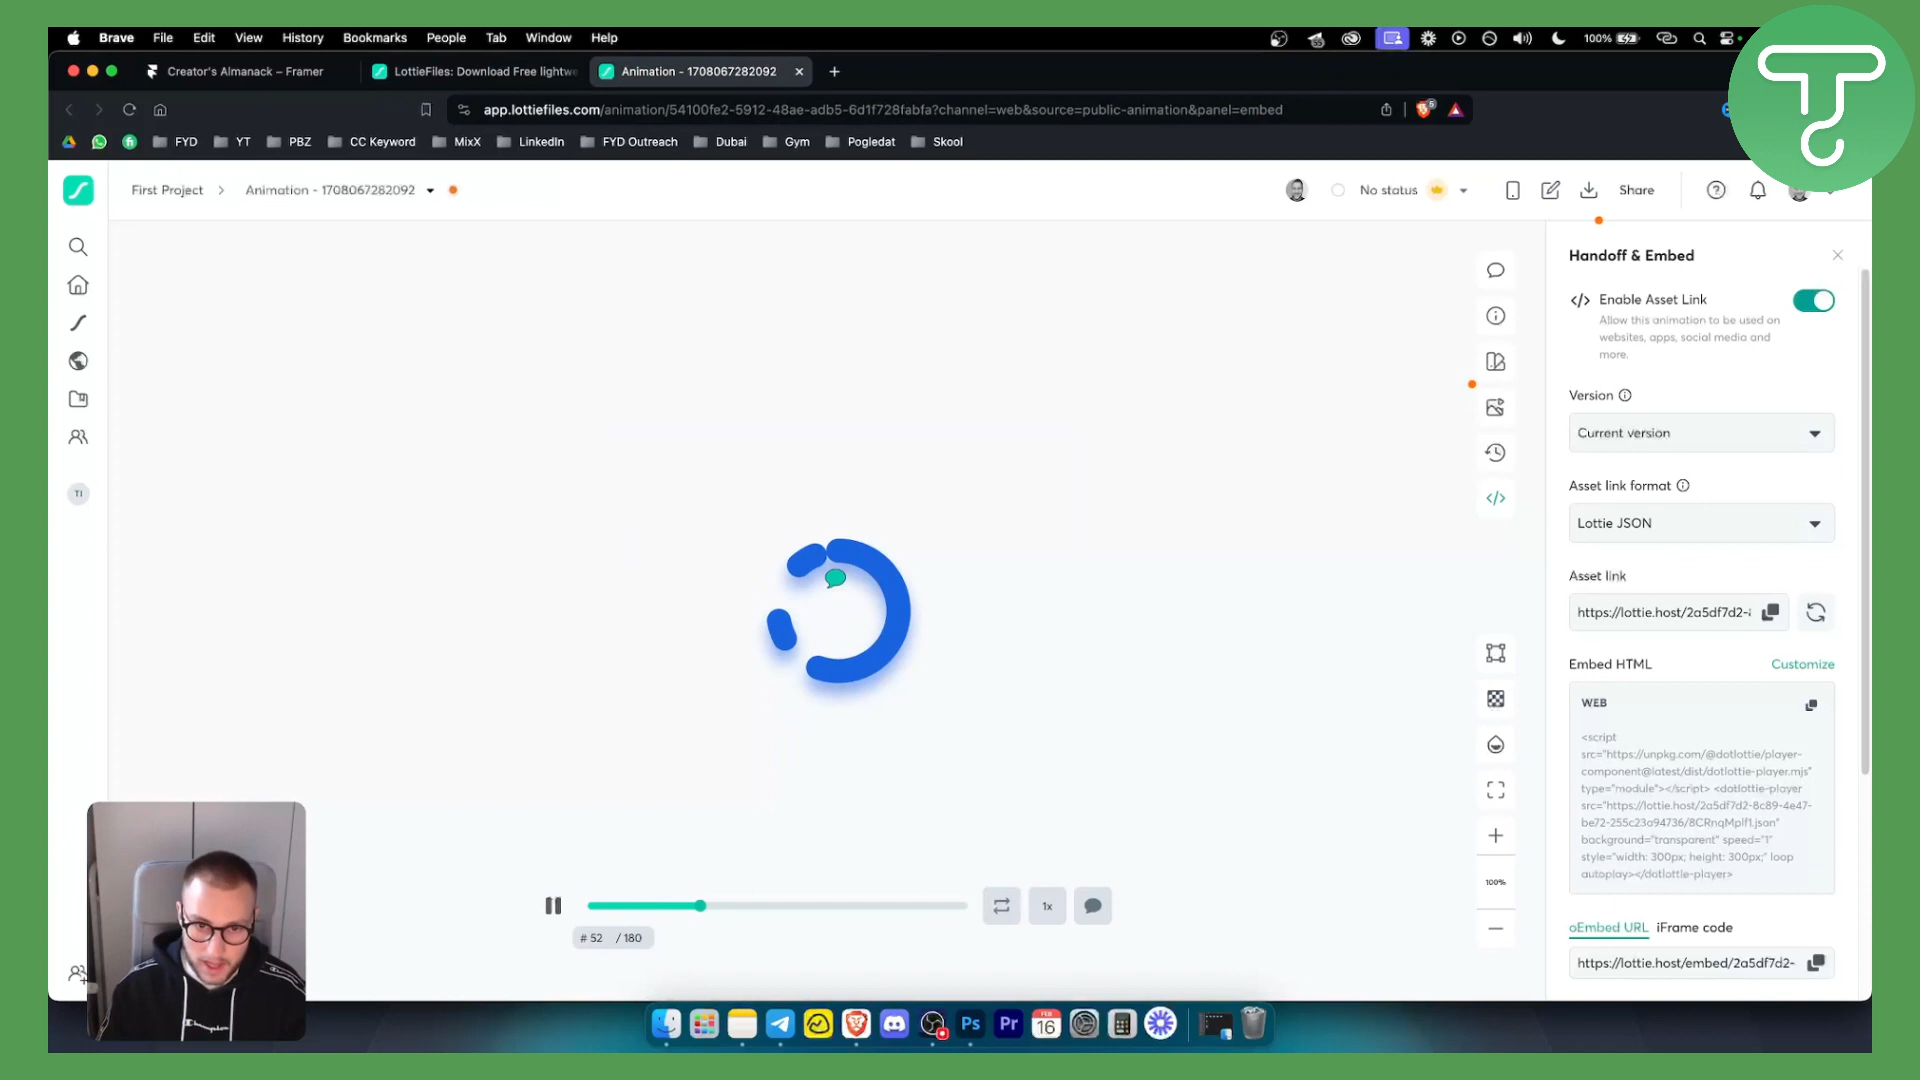 Brave File Edit View History Bookmarks People Tab Window Help 100%
Creator's Almanack – Framer
LottieFiles: Download Free lightwe
Animation - 1708067282092
app.lottiefiles.com/animation/54100fe2-5912-48ae-adb5-6d1f728fabfa?channel=web&source=public-animation&panel=embed
FYD YT PBZ CC Keyword MixX LinkedIn FYD Outreach Dubai Gym Pogledat Skool
First Project > Animation - 1708067282092
No status
Share
TI
Handoff & Embed
</> Enable Asset Link
Allow this animation to be used on
websites, apps, social media and
more.
Version
Current version
Asset link format
Lottie JSON
Asset link
https://lottie.host/2a5df7d2-
Embed HTML Customize
WEB
<script
src="https://unpkg.com/@dotlottie/player-
component@latest/dist/dotlottie-player.mjs"
type="module"></script> <dotlottie-player
src="https://lottie.host/2a5df7d2-8c89-4e47-
be72-255c23a94736/8CRnqMplf1.json"
background="transparent" speed="1"
style="width: 300px; height: 300px;" loop
autoplay></dotlottie-player>
oEmbed URL iFrame code
https://lottie.host/embed/2a5df7d2-
</>
100%
1x
# 52 / 180
Champion
Ps Pr FEB 16